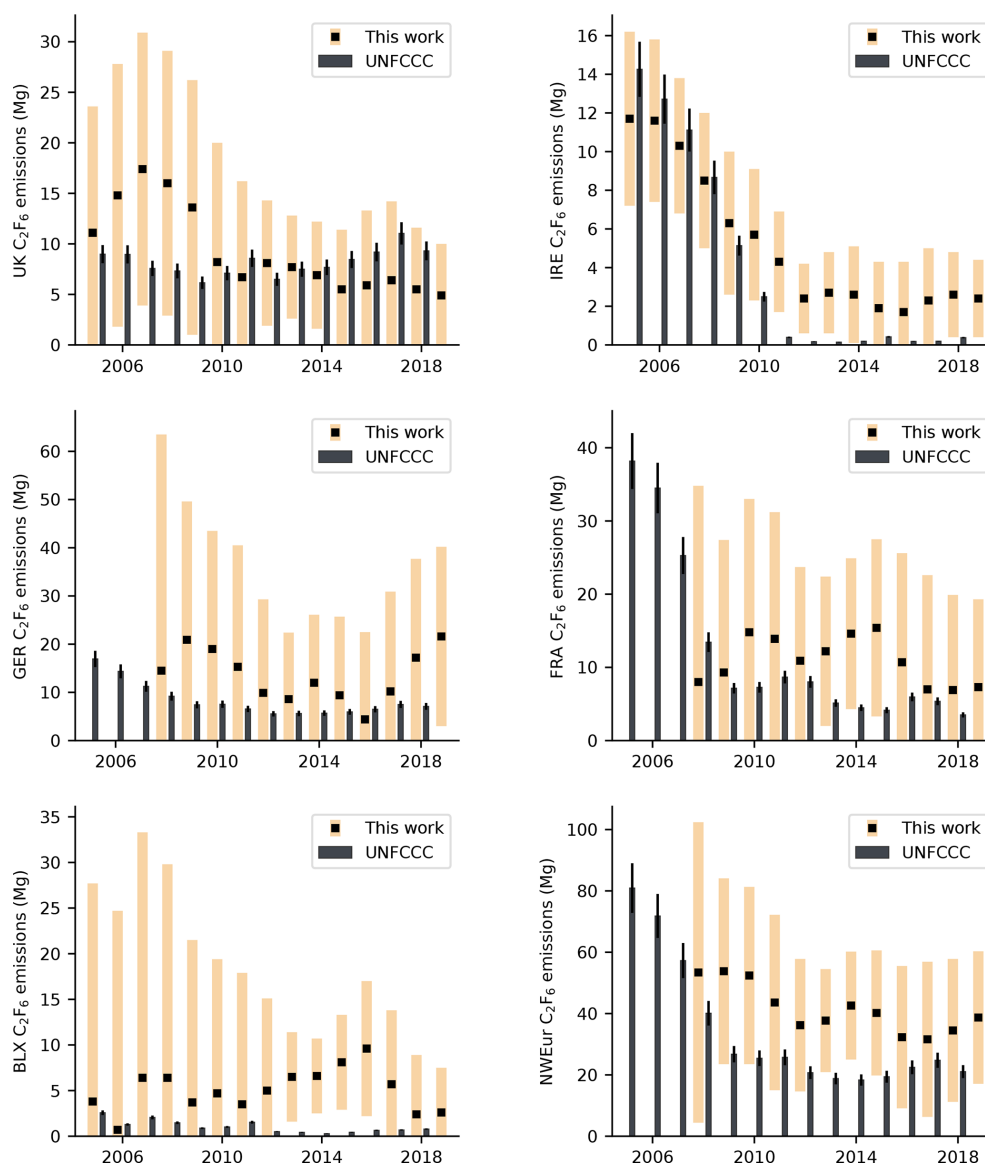 UK C₂F₆ emissions (Mg)
30
25
20
15
10
5
0
This work
UNFCCC
2006 2010 2014 2018
IRE C₂F₆ emissions (Mg)
16
14
12
10
8
6
4
2
0
This work
UNFCCC
2006 2010 2014 2018
GER C₂F₆ emissions (Mg)
60
50
40
30
20
10
0
This work
UNFCCC
2006 2010 2014 2018
FRA C₂F₆ emissions (Mg)
40
30
20
10
0
This work
UNFCCC
2006 2010 2014 2018
BLX C₂F₆ emissions (Mg)
35
30
25
20
15
10
5
0
This work
UNFCCC
2006 2010 2014 2018
NWEur C₂F₆ emissions (Mg)
100
80
60
40
20
0
This work
UNFCCC
2006 2010 2014 2018